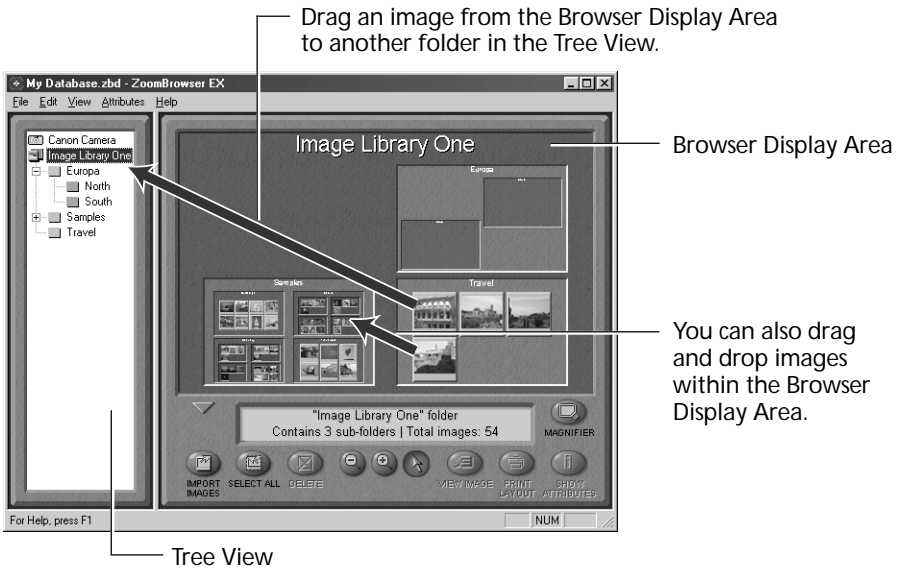 Drag an image from the Browser Display Area
to another folder in the Tree View.
My Database.zbd - ZoomBrowser EX
File Edit View Attributes Help
Canon Camera
Image Library One
Europa
North
South
Samples
Travel
Image Library One
Browser Display Area
Europa
Samples
Travel
You can also drag
and drop images
within the Browser
Display Area.
"Image Library One" folder
Contains 3 sub-folders | Total images: 54
MAGNIFIER
IMPORT
IMAGES
SELECT ALL
DELETE
VIEW IMAGE
PRINT
LAYOUT
SHOW
ATTRIBUTES
For Help, press F1
NUM
Tree View